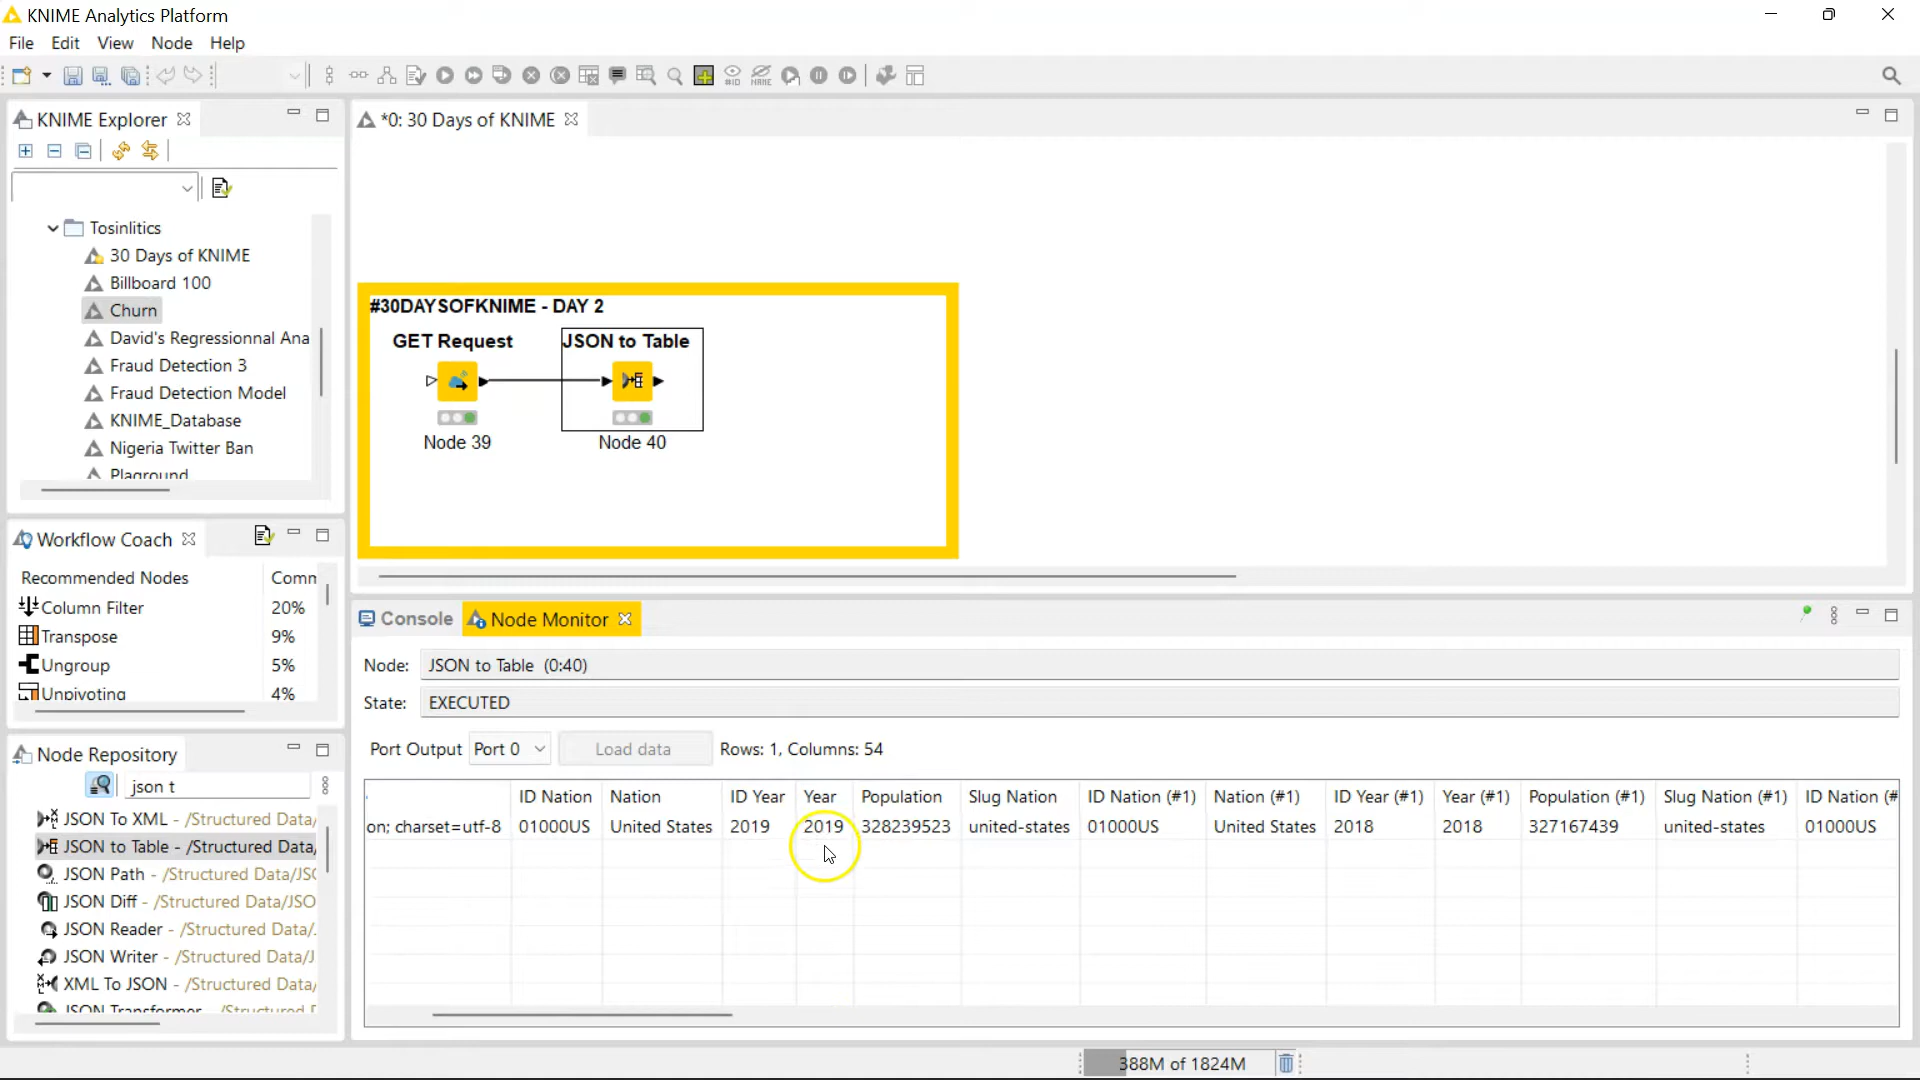 KNIME Analytics Platform
File Edit View Node Help
KNIME Explorer
Tosinlitics
30 Days of KNIME
Billboard 100
Churn
David's Regressionnal Ana
Fraud Detection 3
Fraud Detection Model
KNIME_Database
Nigeria Twitter Ban
Plaground
Workflow Coach
Recommended Nodes Comm
Column Filter 20%
Transpose 9%
Ungroup 5%
Unpivoting 4%
Node Repository
json t
JSON To XML - /Structured Data/
JSON to Table - /Structured Data,
JSON Path - /Structured Data/JSO
JSON Diff - /Structured Data/JSO
JSON Reader - /Structured Data/.
JSON Writer - /Structured Data/J
XML To JSON - /Structured Data/
JSON Transformer - /Structured D
*0: 30 Days of KNIME
#30DAYSOFKNIME - DAY 2
GET Request JSON to Table
Node 39 Node 40
Console Node Monitor
Node: JSON to Table (0:40)
State: EXECUTED
Port Output Port 0 Load data Rows: 1, Columns: 54
ID Nation Nation ID Year Year Population Slug Nation ID Nation (#1) Nation (#1) ID Year (#1) Year (#1) Population (#1) Slug Nation (#1) ID Nation (#
on; charset=utf-8 01000US United States 2019 2019 328239523 united-states 01000US United States 2018 2018 327167439 united-states 01000US
388M of 1824M